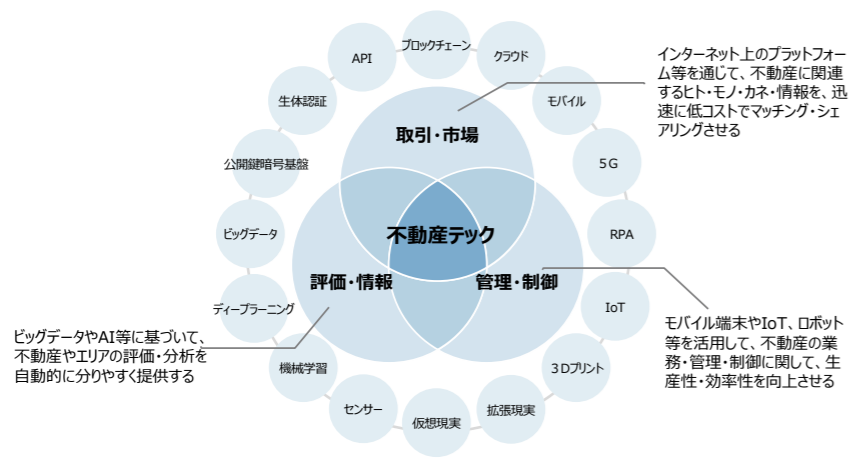 ブロックチェーン
API
クラウド
生体認証
モバイル
公開鍵暗号基盤
5G
ビッグデータ
RPA
ディープラーニング
IoT
機械学習
3Dプリント
センサー
仮想現実
拡張現実
取引・市場
不動産テック
評価・情報
管理・制御
インターネット上のプラットフォー
ム等を通じて、不動産に関連
するヒト・モノ・カネ・情報を、迅
速に低コストでマッチング・シェ
アリングさせる
ビッグデータやAI等に基づいて、
不動産やエリアの評価・分析を
自動的に分りやすく提供する
モバイル端末やIoT、ロボット
等を活用して、不動産の業
務・管理・制御に関して、生
産性・効率性を向上させる